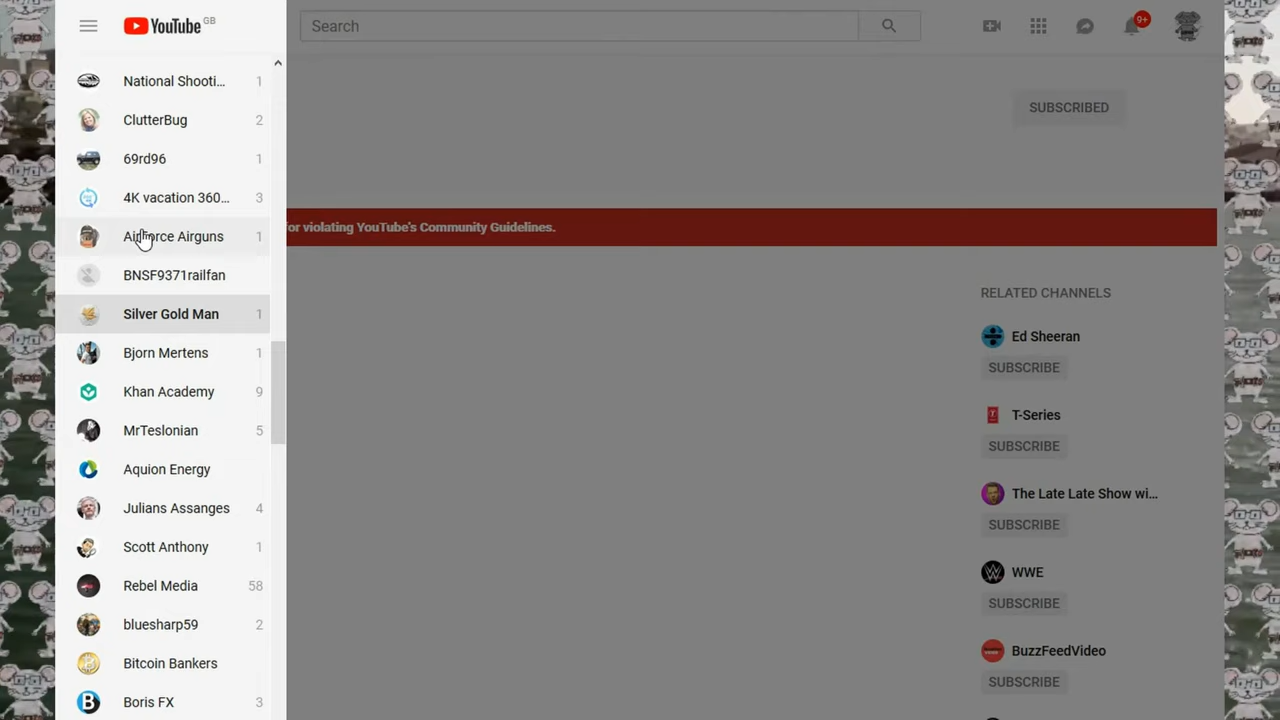 YouTube GB
Search
9+
National Shooti... 1
ClutterBug 2
69rd96 1
4K vacation 360... 3
Airforce Airguns 1
BNSF9371railfan
Silver Gold Man 1
Bjorn Mertens 1
Khan Academy 9
MrTeslonian 5
Aquion Energy
Julians Assanges 4
Scott Anthony 1
Rebel Media 58
bluesharp59 2
Bitcoin Bankers
Boris FX 3
SUBSCRIBED
for violating YouTube's Community Guidelines.
RELATED CHANNELS
Ed Sheeran
SUBSCRIBE
T-Series
SUBSCRIBE
The Late Late Show wi...
SUBSCRIBE
WWE
SUBSCRIBE
BuzzFeedVideo
SUBSCRIBE